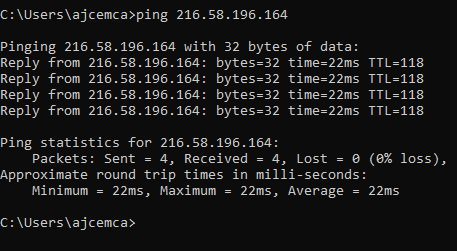 C:\Users\ajcemca>ping 216.58.196.164
Pinging 216.58.196.164 with 32 bytes of data:
Reply from 216.58.196.164: bytes=32 time=22ms TTL=118
Reply from 216.58.196.164: bytes=32 time=22ms TTL=118
Reply from 216.58.196.164: bytes=32 time=22ms TTL=118
Reply from 216.58.196.164: bytes=32 time=22ms TTL=118
Ping statistics for 216.58.196.164:
    Packets: Sent = 4, Received = 4, Lost = 0 (0% loss),
Approximate round trip times in milli-seconds:
    Minimum = 22ms, Maximum = 22ms, Average = 22ms
C:\Users\ajcemca>